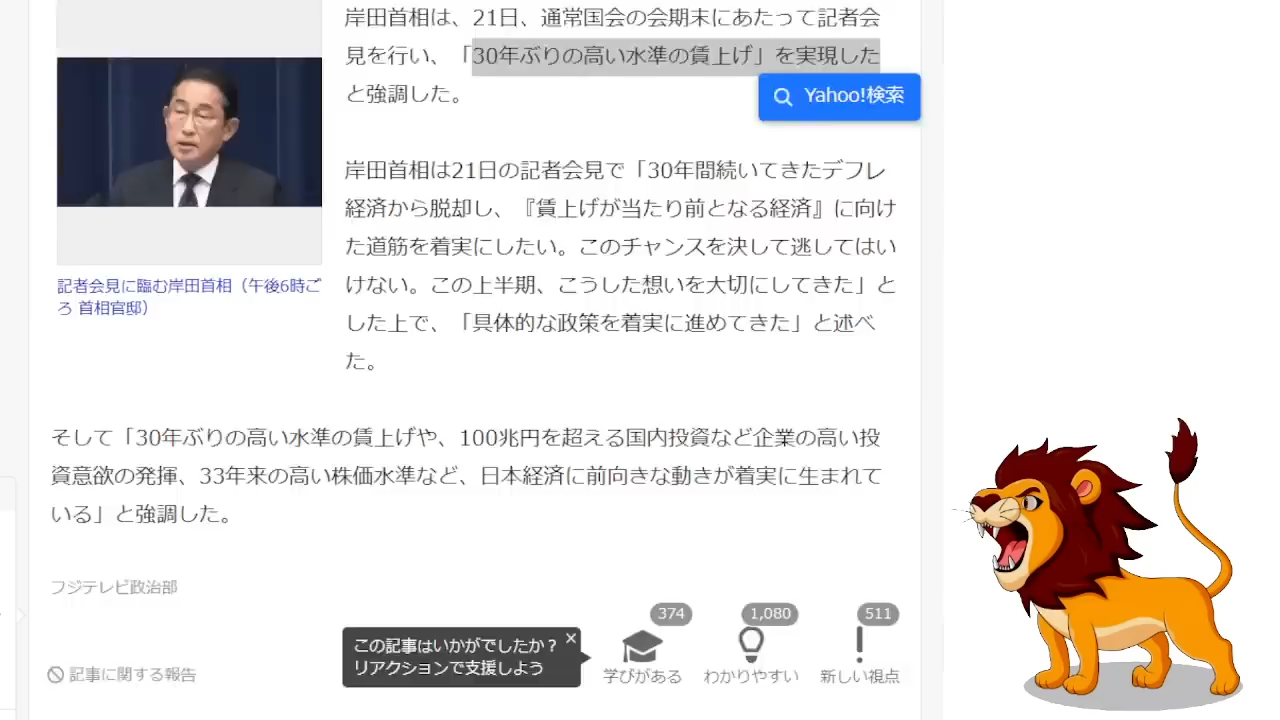 岸田首相は、21日、通常国会の会期末にあたって記者会
見を行い、「30年ぶりの高い水準の賃上げ」を実現した
と強調した。
Yahoo!検索
岸田首相は21日の記者会見で「30年間続いてきたデフレ
経済から脱却し、『賃上げが当たり前となる経済』に向け
た道筋を着実にしたい。このチャンスを決して逃してはい
けない。この上半期、こうした想いを大切にしてきた」と
した上で、「具体的な政策を着実に進めてきた」と述べ
た。
記者会見に臨む岸田首相（午後6時ご
ろ 首相官邸）
そして「30年ぶりの高い水準の賃上げや、100兆円を超える国内投資など企業の高い投
資意欲の発揮、33年来の高い株価水準など、日本経済に前向きな動きが着実に生まれて
いる」と強調した。
フジテレビ政治部
374
1,080
511
この記事はいかがでしたか？
リアクションで支援しよう
学びがある
わかりやすい
新しい視点
記事に関する報告